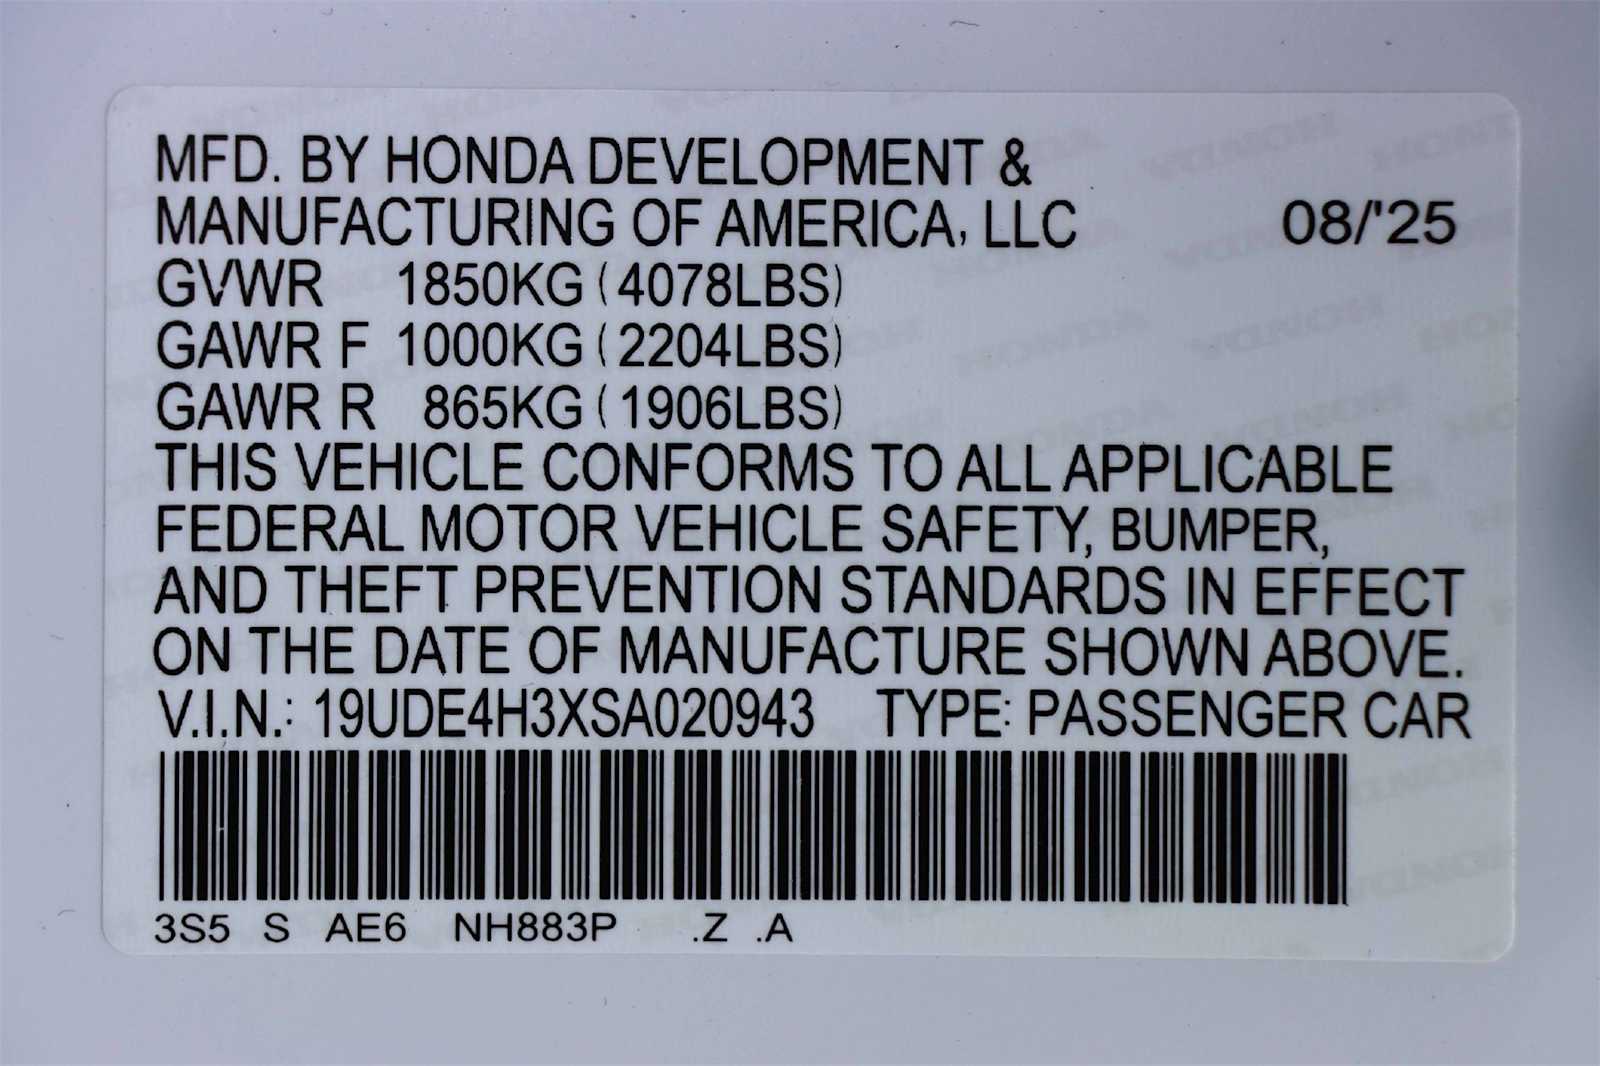 MFD. BY HONDA DEVELOPMENT &
MANUFACTURING OF AMERICA, LLC 08/'25
GVWR 1850KG (4078LBS)
GAWR F 1000KG (2204LBS)
GAWR R 865KG (1906LBS)
THIS VEHICLE CONFORMS TO ALL APPLICABLE
FEDERAL MOTOR VEHICLE SAFETY, BUMPER,
AND THEFT PREVENTION STANDARDS IN EFFECT
ON THE DATE OF MANUFACTURE SHOWN ABOVE.
V.I.N.: 19UDE4H3XSA020943 TYPE: PASSENGER CAR
3S5 S AE6 NH883P .Z .A